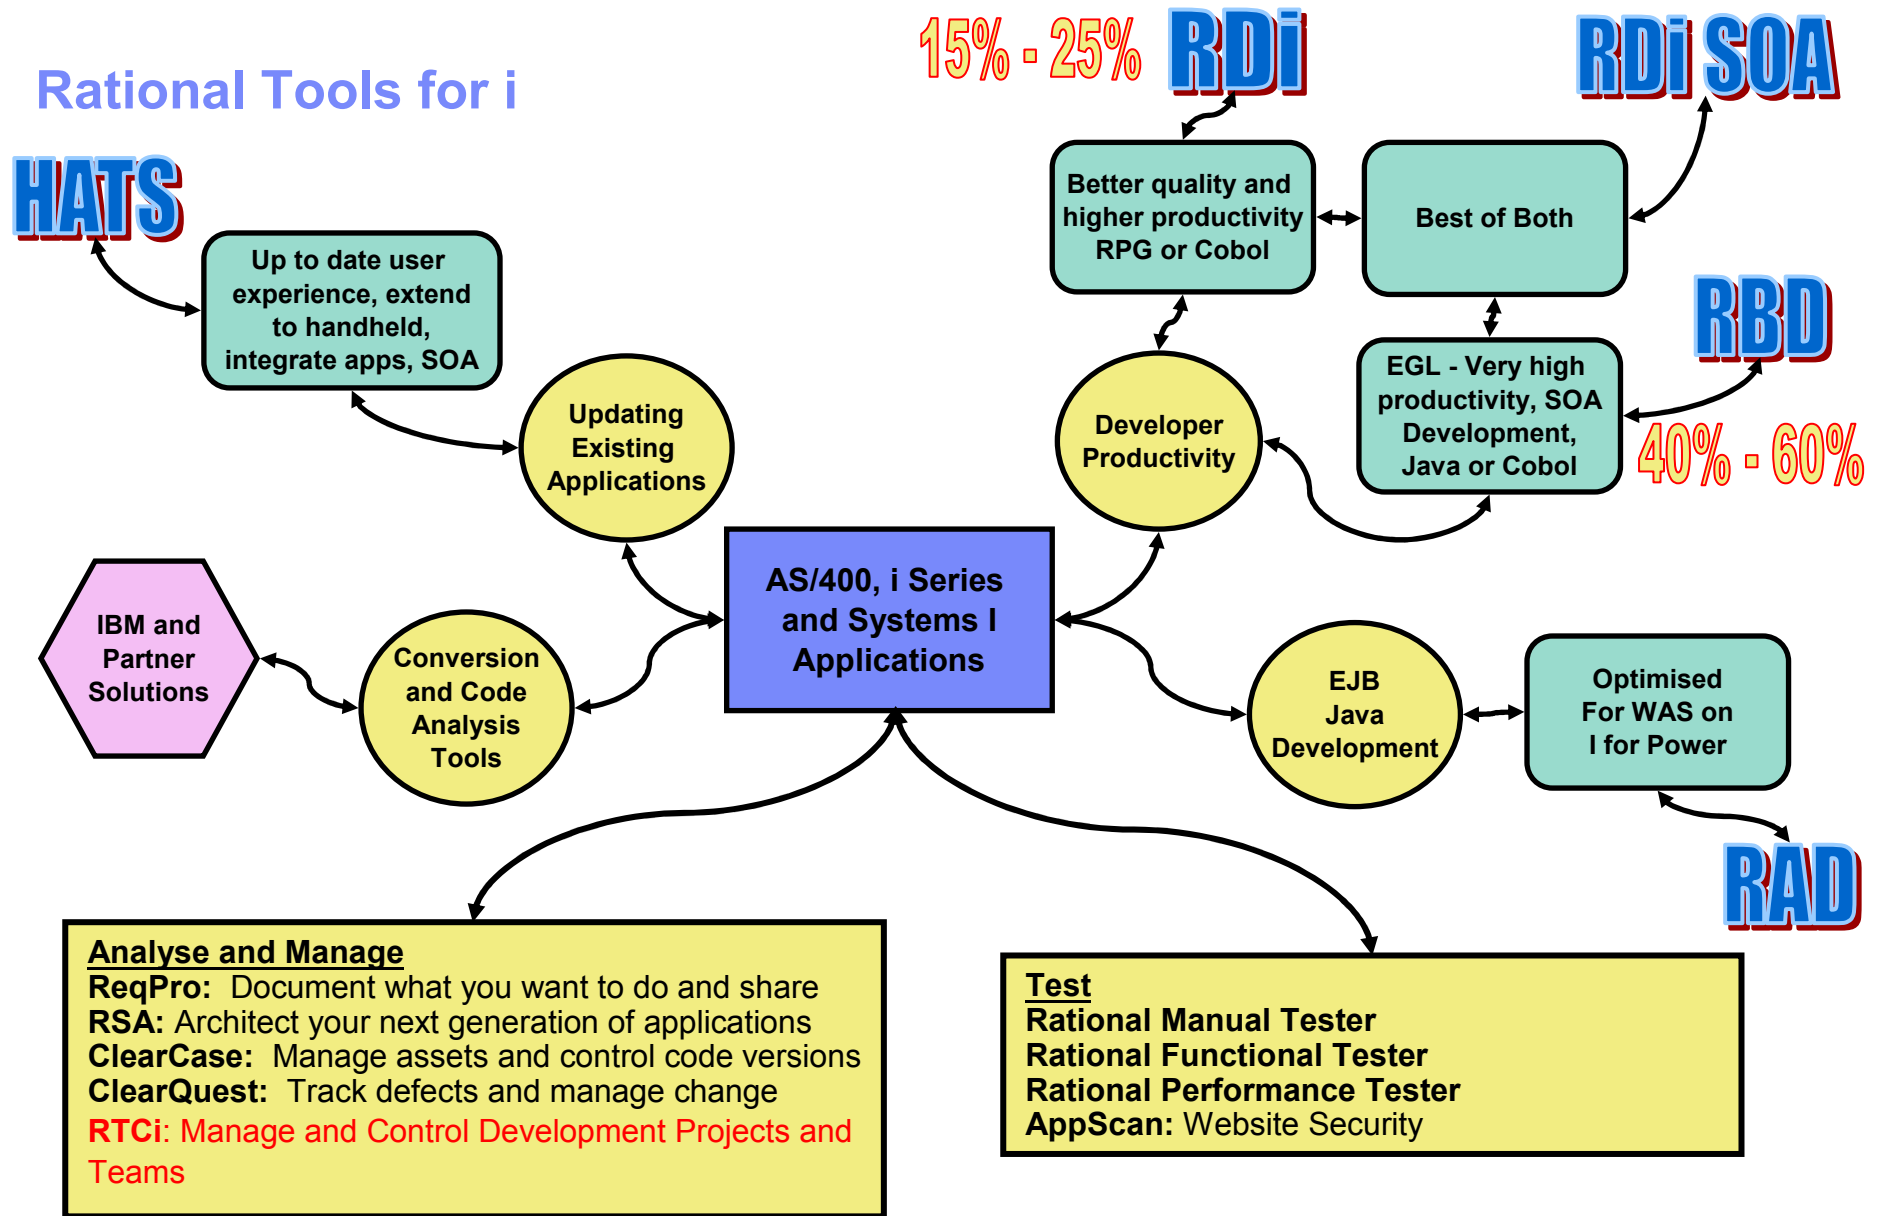 Rational Tools for i
15% - 25%
RDi
RDi SOA
HATS
Up to date user
experience, extend
to handheld,
integrate apps, SOA
Better quality and
higher productivity
RPG or Cobol
Best of Both
RBD
EGL - Very high
productivity, SOA
Development,
Java or Cobol
40% - 60%
Updating
Existing
Applications
Developer
Productivity
AS/400, i Series
and Systems I
Applications
IBM and
Partner
Solutions
Conversion
and Code
Analysis
Tools
EJB
Java
Development
Optimised
For WAS on
I for Power
RAD
Analyse and Manage
ReqPro: Document what you want to do and share
RSA: Architect your next generation of applications
ClearCase: Manage assets and control code versions
ClearQuest: Track defects and manage change
RTCi: Manage and Control Development Projects and
Teams
Test
Rational Manual Tester
Rational Functional Tester
Rational Performance Tester
AppScan: Website Security